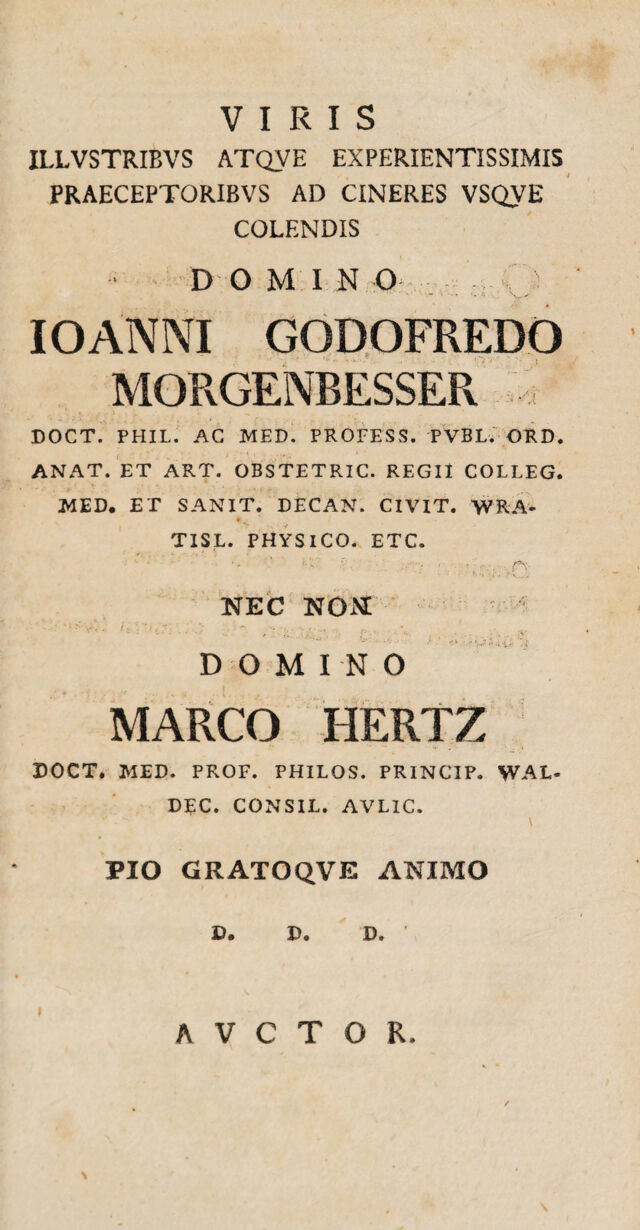 VIRIS
ILLVSTRIBVS ATQVE EXPERIENTISSIMIS
PRAECEPTORIBVS AD CINERES VSQVE
COLENDIS
DOMINO
IOANNI GODOFREDO
MORGENBESSER
DOCT. PHIL. AC MED. PROFESS. PVBL. ORD.
ANAT. ET ART. OBSTETRIC. REGII COLLEG.
MED. ET SANIT. DECAN. CIVIT. WRA-
TISL. PHYSICO. ETC.
NEC NON
DOMINO
MARCO HERTZ
DOCT. MED. PROF. PHILOS. PRINCIP. WAL-
DEC. CONSIL. AVLIC.
PIO GRATOQVE ANIMO
D. D. D.
AVCTOR.